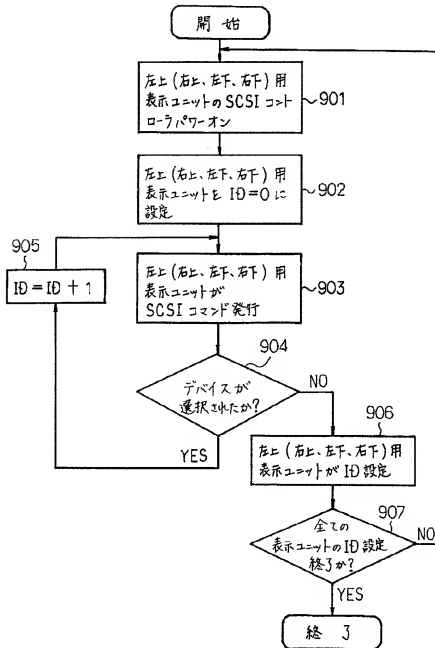 開始
左上(右上、左下、右下)用
表示ユニットのSCSIコント
ローラパワーオン
901
左上(右上、左下、右下)用
表示ユニットを ID=0に
設定
902
905
ID=ID+1
左上(右上、左下、右下)用
表示ユニットが
SCSIコマンド発行
903
904
デバイスが
選択されたか?
NO
YES
906
左上(右上、左下、右下)用
表示ユニットが ID設定
907
全ての
表示ユニットのID設定
終了か?
NO
YES
終了